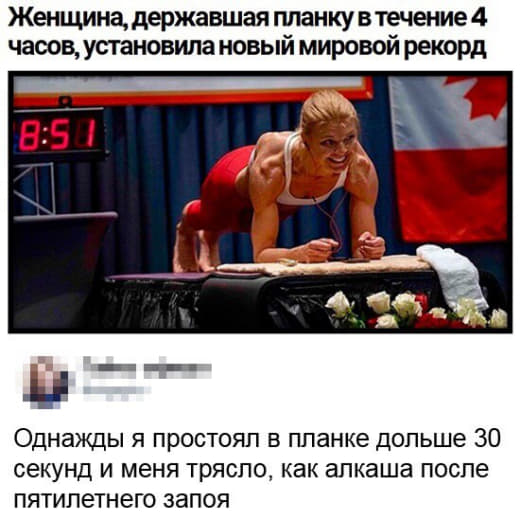 Женщина, державшая планку в течение 4
часов, установила новый мировой рекорд
8:51
Однажды я простоял в планке дольше 30
секунд и меня трясло, как алкаша после
пятилетнего запоя